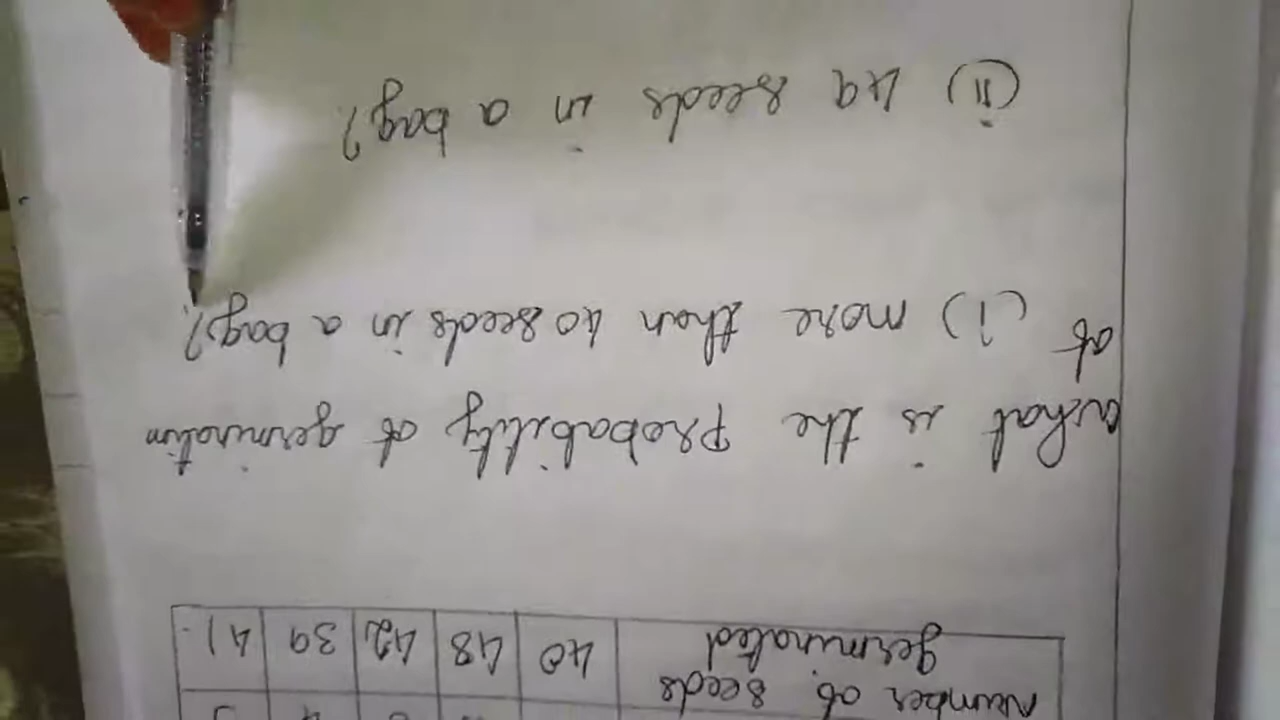 Number of seeds
germinated 40 48 42 39 41
What is the Probability of germination
of (i) more than 40 seeds in a bag?
(ii) 49 seeds in a bag?